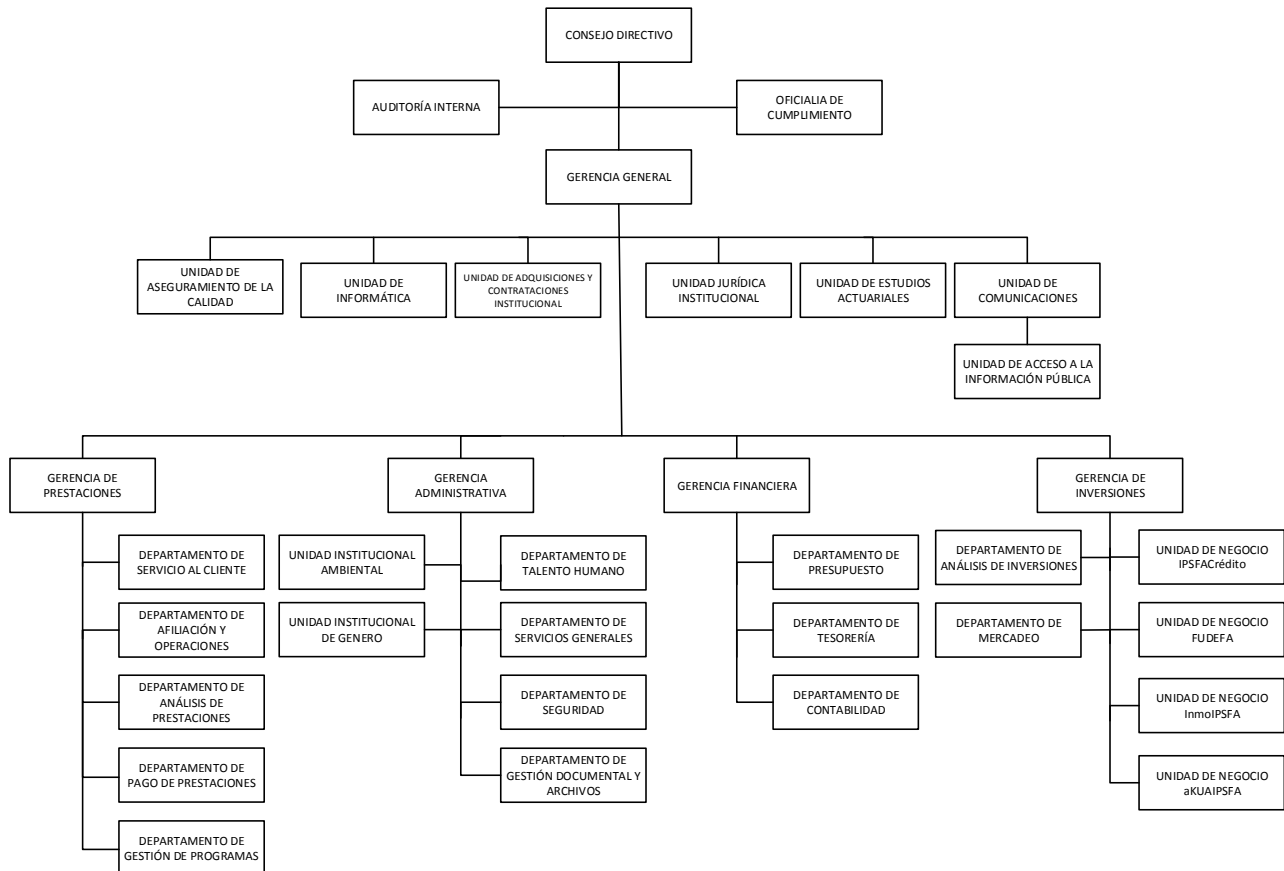 CONSEJO DIRECTIVO
AUDITORÍA INTERNA
OFICIALIA DE
CUMPLIMIENTO
GERENCIA GENERAL
UNIDAD DE
ASEGURAMIENTO DE LA
CALIDAD
UNIDAD DE
INFORMÁTICA
UNIDAD DE ADQUISICIONES Y
CONTRATACIONES
INSTITUCIONAL
UNIDAD JURÍDICA
INSTITUCIONAL
UNIDAD DE ESTUDIOS
ACTUARIALES
UNIDAD DE
COMUNICACIONES
UNIDAD DE ACCESO A LA
INFORMACIÓN PÚBLICA
GERENCIA DE
PRESTACIONES
GERENCIA
ADMINISTRATIVA
GERENCIA FINANCIERA
GERENCIA DE
INVERSIONES
DEPARTAMENTO DE
SERVICIO AL CLIENTE
DEPARTAMENTO DE
AFILIACIÓN Y
OPERACIONES
DEPARTAMENTO DE
ANÁLISIS DE
PRESTACIONES
DEPARTAMENTO DE
PAGO DE PRESTACIONES
DEPARTAMENTO DE
GESTIÓN DE PROGRAMAS
UNIDAD INSTITUCIONAL
AMBIENTAL
UNIDAD INSTITUCIONAL
DE GENERO
DEPARTAMENTO DE
TALENTO HUMANO
DEPARTAMENTO DE
SERVICIOS GENERALES
DEPARTAMENTO DE
SEGURIDAD
DEPARTAMENTO DE
GESTIÓN DOCUMENTAL Y
ARCHIVOS
DEPARTAMENTO DE
PRESUPUESTO
DEPARTAMENTO DE
TESORERÍA
DEPARTAMENTO DE
CONTABILIDAD
DEPARTAMENTO DE
ANÁLISIS DE INVERSIONES
DEPARTAMENTO DE
MERCADEO
UNIDAD DE NEGOCIO
IPSFACrédito
UNIDAD DE NEGOCIO
FUDEFA
UNIDAD DE NEGOCIO
InmoIPSFA
UNIDAD DE NEGOCIO
aKUAIPSFA